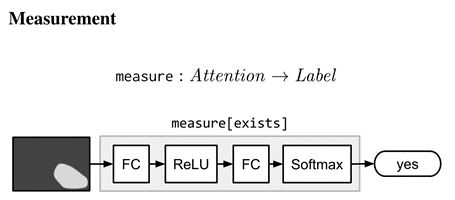 Measurement
measure : Attention → Label
measure[exists]
FC ReLU FC Softmax yes